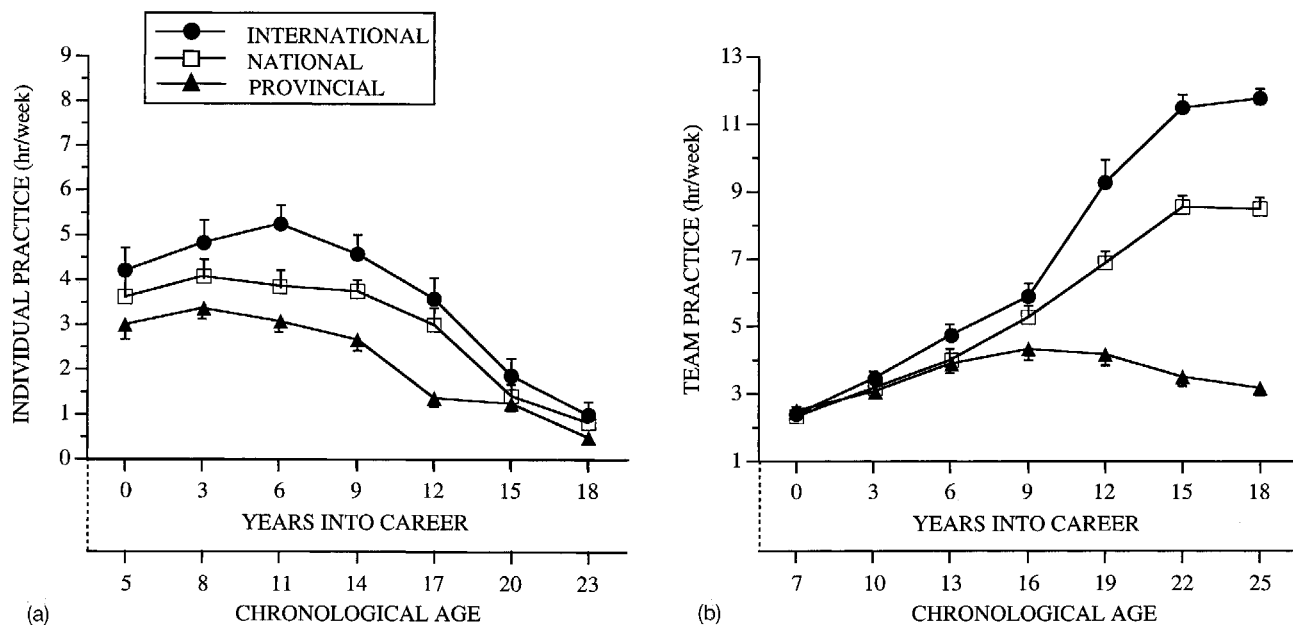 INTERNATIONAL
NATIONAL
PROVINCIAL
INDIVIDUAL PRACTICE (hr/week)
9
8
7
6
5
4
3
2
1
0
0 3 6 9 12 15 18
YEARS INTO CAREER
5 8 11 14 17 20 23
(a) CHRONOLOGICAL AGE
TEAM PRACTICE (hr/week)
13
11
9
7
5
3
1
0 3 6 9 12 15 18
YEARS INTO CAREER
7 10 13 16 19 22 25
(b) CHRONOLOGICAL AGE